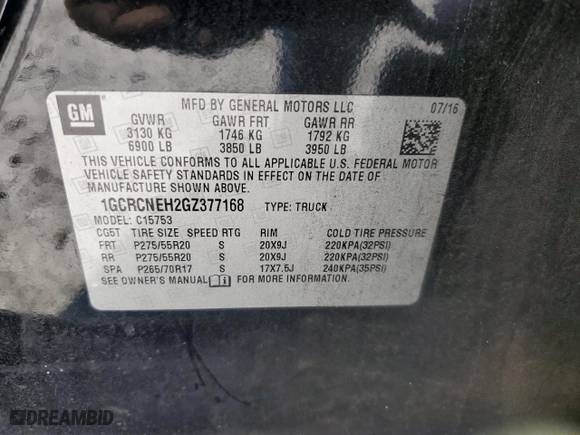 GM
MFD BY GENERAL MOTORS LLC 07/16
GVWR GAWR FRT GAWR RR
3130 KG 1746 KG 1792 KG
6900 LB 3850 LB 3950 LB
THIS VEHICLE CONFORMS TO ALL APPLICABLE U.S. FEDERAL MOTOR
VEHICLE SAFETY STANDARDS IN EFFECT ON THE DATE OF
MANUFACTURE SHOWN ABOVE.
1GCRCNEH2GZ377168 TYPE: TRUCK
MODEL: C15753
CG5T TIRE SIZE SPEED RTG RIM COLD TIRE PRESSURE
FRT P275/55R20 S 20X9J 220KPA(32PSI)
RR P275/55R20 S 20X9J 220KPA(32PSI)
SPA P265/70R17 S 17X7.5J 240KPA(35PSI)
SEE OWNER'S MANUAL FOR MORE INFORMATION.
DREAMBID